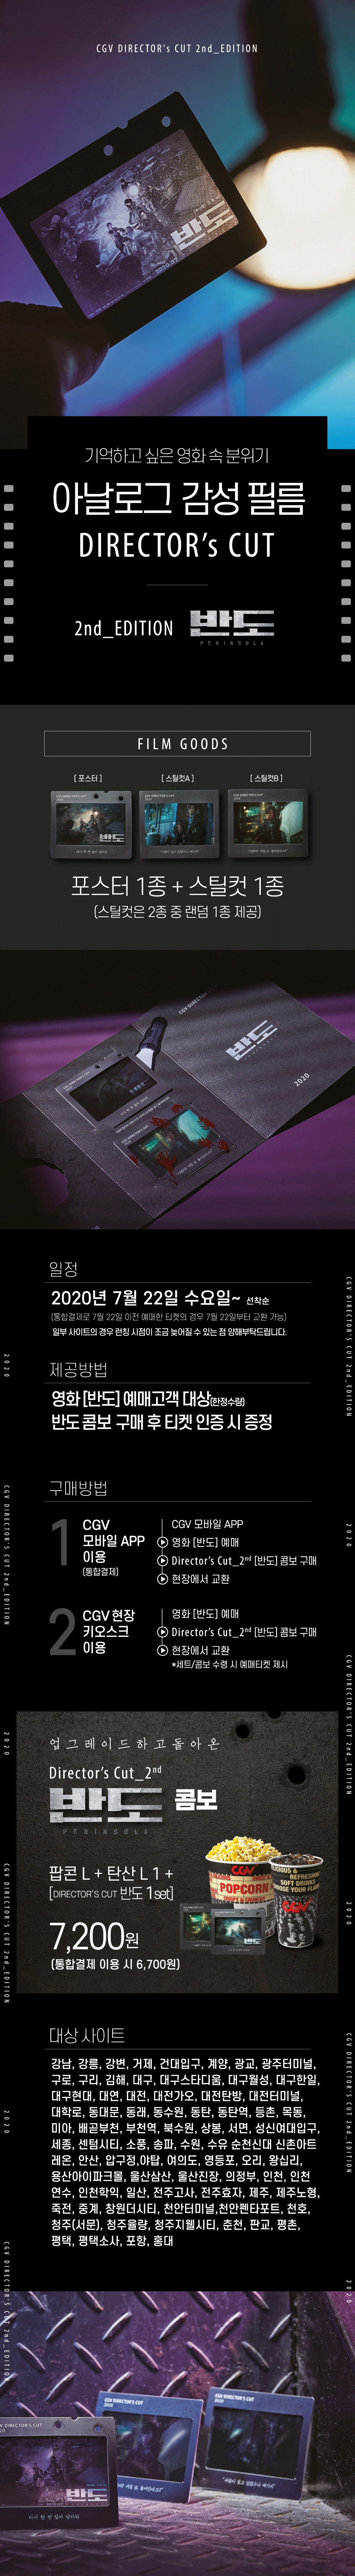 CGV DIRECTOR's CUT 2nd_EDITION
반도
2020.07
기억하고 싶은 영화 속 분위기
아날로그 감성 필름
DIRECTOR's CUT
2nd_EDITION 반도
PENINSULA
FILM GOODS
[ 포스터 ] [ 스틸컷A ] [ 스틸컷B ]
포스터 1종 + 스틸컷 1종
(스틸컷은 2종 중 랜덤 1종 제공)
반도
2020
일정
2020년 7월 22일 수요일~ 선착순
(통합결제로 7월 22일 이전 예매한 티켓의 경우 7월 22일부터 교환 가능)
일부 사이트의 경우 런칭 시점이 조금 늦어질 수 있는 점 양해부탁드립니다.
제공방법
영화 [반도] 예매고객 대상(한정수량)
반도 콤보 구매 후 티켓 인증 시 증정
구매방법
1
CGV
모바일 APP
이용
(통합결제)
CGV 모바일 APP
영화 [반도] 예매
Director's Cut_2nd [반도] 콤보 구매
현장에서 교환
2
CGV 현장
키오스크
이용
영화 [반도] 예매
Director's Cut_2nd [반도] 콤보 구매
현장에서 교환
*세트/콤보 수령 시 예매티켓 제시
업그레이드하고돌아온
Director's Cut_2nd
반도 콤보
PENINSULA
팝콘 L + 탄산 L 1 +
[DIRECTOR'S CUT 반도 1set]
7,200원
(통합결제 이용 시 6,700원)
CGV
POPCORN
CGV
대상 사이트
강남, 강릉, 강변, 거제, 건대입구, 계양, 광교, 광주터미널,
구로, 구리, 김해, 대구, 대구스타디움, 대구월성, 대구한일,
대구현대, 대연, 대전, 대전가오, 대전탄방, 대전터미널,
대학로, 동대문, 동래, 동수원, 동탄, 동탄역, 등촌, 목동,
미아, 배곧부천, 부천역, 북수원, 상봉, 서면, 성신여대입구,
세종, 센텀시티, 소풍, 송파, 수원, 수유 순천신대 신촌아트
레온, 안산, 압구정,야탑, 여의도, 영등포, 오리, 왕십리,
용산아이파크몰, 울산삼산, 울산진장, 의정부, 인천, 인천
연수, 인천학익, 일산, 전주고사, 전주효자, 제주, 제주노형,
죽전, 중계, 창원더시티, 천안터미널,천안펜타포트, 천호,
청주(서문), 청주율량, 청주지웰시티, 춘천, 판교, 평촌,
평택, 평택소사, 포항, 홍대
CGV DIRECTOR'S CUT 2nd_EDITION
2020
반도